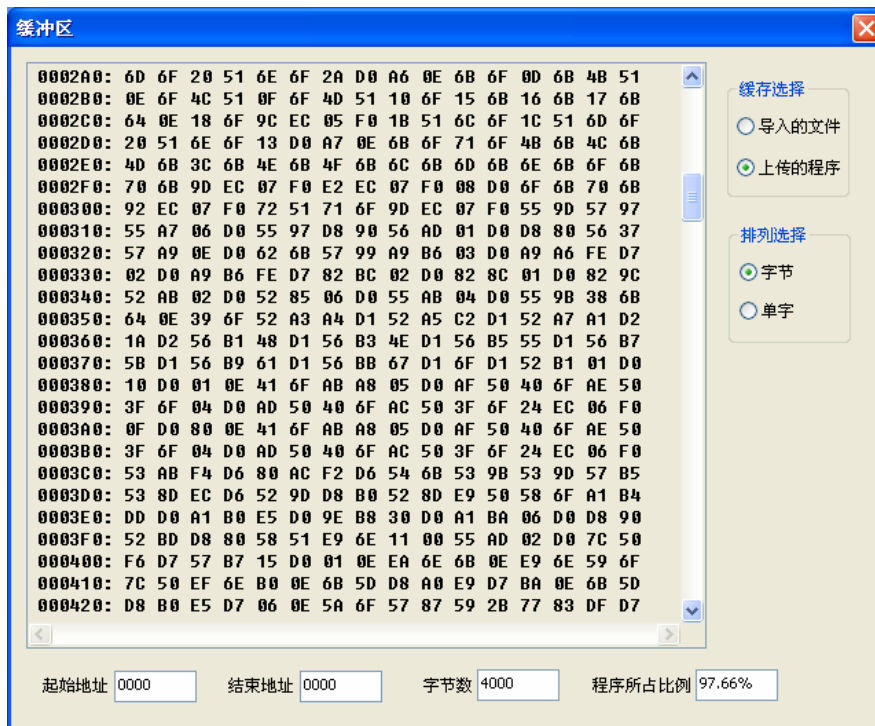 缓冲区
0002A0: 6D 6F 20 51 6E 6F 2A D0 A6 0E 6B 6F 0D 6B 4B 51
0002B0: 0E 6F 4C 51 0F 6F 4D 51 10 6F 15 6B 16 6B 17 6B
0002C0: 64 0E 18 6F 9C EC 05 F0 1B 51 6C 6F 1C 51 6D 6F
0002D0: 20 51 6E 6F 13 D0 A7 0E 6B 6F 71 6F 4B 6B 4C 6B
0002E0: 4D 6B 3C 6B 4E 6B 4F 6B 6C 6B 6D 6B 6E 6B 6F 6B
0002F0: 70 6B 9D EC 07 F0 E2 EC 07 F0 08 D0 6F 6B 70 6B
000300: 92 EC 07 F0 72 51 71 6F 9D EC 07 F0 55 9D 57 97
000310: 55 A7 06 D0 55 97 D8 90 56 AD 01 D0 D8 80 56 37
000320: 57 A9 0E D0 62 6B 57 99 A9 B6 03 D0 A9 A6 FE D7
000330: 02 D0 A9 B6 FE D7 82 BC 02 D0 82 8C 01 D0 82 9C
000340: 52 AB 02 D0 52 85 06 D0 55 AB 04 D0 55 9B 38 6B
000350: 64 0E 39 6F 52 A3 A4 D1 52 A5 C2 D1 52 A7 A1 D2
000360: 1A D2 56 B1 48 D1 56 B3 4E D1 56 B5 55 D1 56 B7
000370: 5B D1 56 B9 61 D1 56 BB 67 D1 6F D1 52 B1 01 D0
000380: 10 D0 01 0E 41 6F AB A8 05 D0 AF 50 40 6F AE 50
000390: 3F 6F 04 D0 AD 50 40 6F AC 50 3F 6F 24 EC 06 F0
0003A0: 0F D0 80 0E 41 6F AB A8 05 D0 AF 50 40 6F AE 50
0003B0: 3F 6F 04 D0 AD 50 40 6F AC 50 3F 6F 24 EC 06 F0
0003C0: 53 AB F4 D6 80 AC F2 D6 54 6B 53 9B 53 9D 57 B5
0003D0: 53 8D EC D6 52 9D D8 B0 52 8D E9 50 58 6F A1 B4
0003E0: DD D0 A1 B0 E5 D0 9E B8 30 D0 A1 BA 06 D0 D8 90
0003F0: 52 BD D8 80 58 51 E9 6E 11 00 55 AD 02 D0 7C 50
000400: F6 D7 57 B7 15 D0 01 0E EA 6E 6B 0E E9 6E 59 6F
000410: 7C 50 EF 6E B0 0E 6B 5D D8 A0 E9 D7 BA 0E 6B 5D
000420: D8 B0 E5 D7 06 0E 5A 6F 57 87 59 2B 77 83 DF D7
缓存选择
导入的文件
上传的程序
排列选择
字节
单字
起始地址 0000 结束地址 0000 字节数 4000 程序所占比例 97.66%